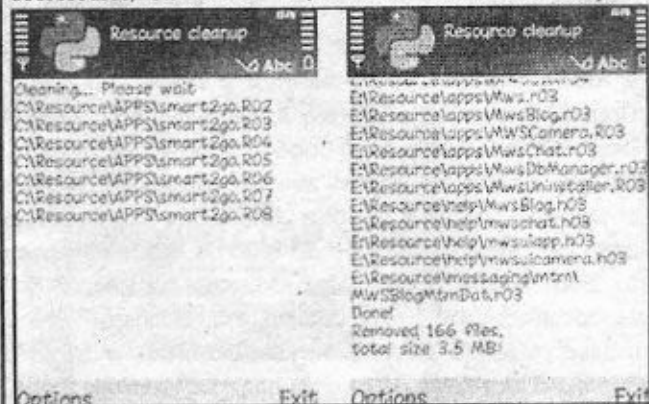 Resource cleanup
Abc
Cleaning... Please wait
C:\Resource\APPS\smart2go.R02
C:\Resource\APPS\smart2go.R03
C:\Resource\APPS\smart2go.R04
C:\Resource\APPS\smart2go.R05
C:\Resource\APPS\smart2go.R06
C:\Resource\APPS\smart2go.R07
C:\Resource\APPS\smart2go.R08
Options Exit
Resource cleanup
Abc
E:\Resource\apps\Mws.r03
E:\Resource\apps\MwsBlog.r03
E:\Resource\apps\MWSCamera.R03
E:\Resource\apps\MwsChat.r03
E:\Resource\apps\MwsDbManager.r03
E:\Resource\apps\MwsUninstaller.R03
E:\Resource\help\MwsBlog.h03
E:\Resource\help\mwschat.h03
E:\Resource\help\mwsuiapp.h03
E:\Resource\help\mwsuicamera.h03
E:\Resource\messaging\mtm\
MWSBlogMtmDat.r03
Done!
Removed 166 files,
total size 3.5 MB!
Options Exit